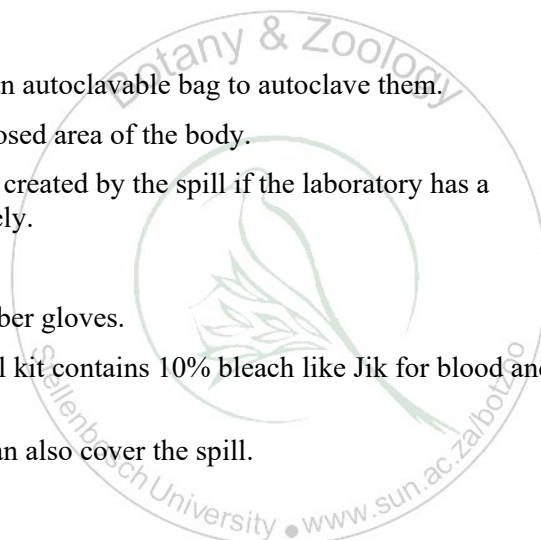 Botany & Zoology
n autoclavable bag to autoclave them.
osed area of the body.
created by the spill if the laboratory has a
ely.
ber gloves.
l kit contains 10% bleach like Jik for blood and
an also cover the spill.
Stellenbosch University • www.sun.ac.za/botzoo